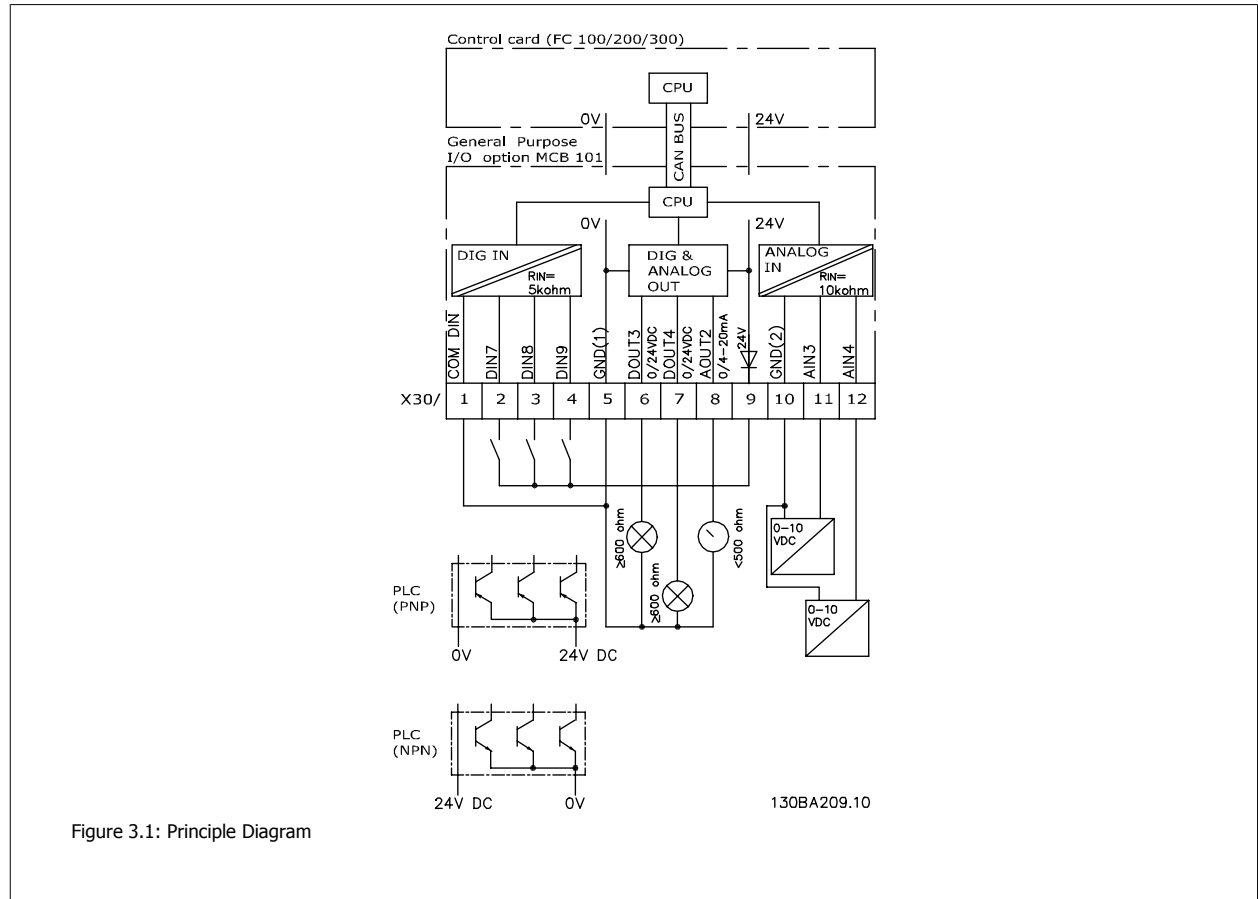 Control card (FC 100/200/300)
CPU
0V
24V
CAN BUS
General Purpose
I/O option MCB 101
CPU
0V
24V
DIG IN
RIN=
5kohm
DIG &
ANALOG
OUT
ANALOG
IN
RIN=
10kohm
COM DIN
DIN7
DIN8
DIN9
GND(1)
DOUT3
0/24VDC
DOUT4
0/24VDC
AOUT2
0/4-20mA
24V
GND(2)
AIN3
AIN4
X30/ 1 2 3 4 5 6 7 8 9 10 11 12
≥600 ohm
≥600 ohm
<500 ohm
0-10
VDC
0-10
VDC
PLC
(PNP)
0V 24V DC
PLC
(NPN)
24V DC 0V
130BA209.10
Figure 3.1: Principle Diagram